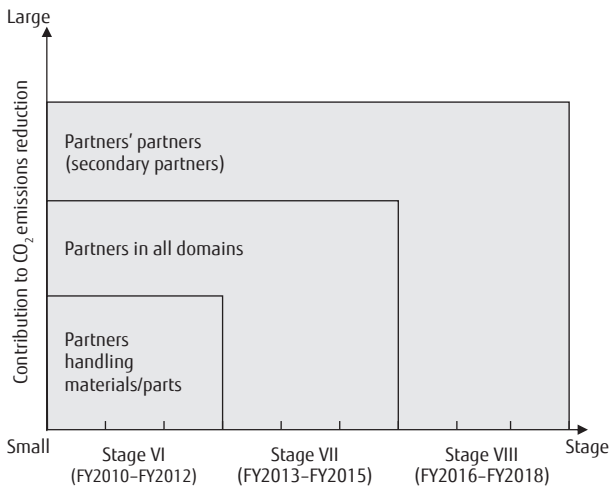 Large
Contribution to CO₂ emissions reduction
Partners’ partners
(secondary partners)
Partners in all domains
Partners
handling
materials/parts
Small
Stage VI
(FY2010–FY2012)
Stage VII
(FY2013–FY2015)
Stage VIII
(FY2016–FY2018)
Stage